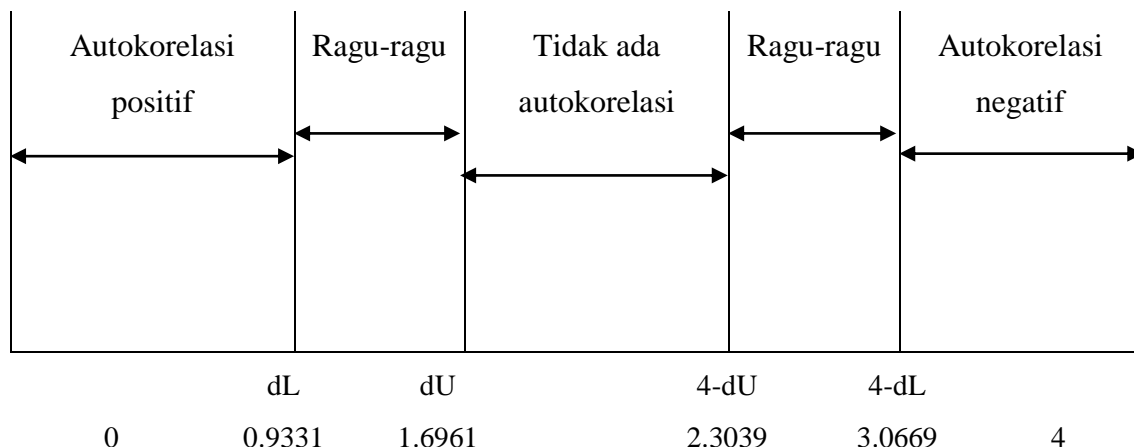 Autokorelasi positif
Ragu-ragu
Tidak ada autokorelasi
Ragu-ragu
Autokorelasi negatif
dL dU 4-dU 4-dL
0 0.9331 1.6961 2.3039 3.0669 4